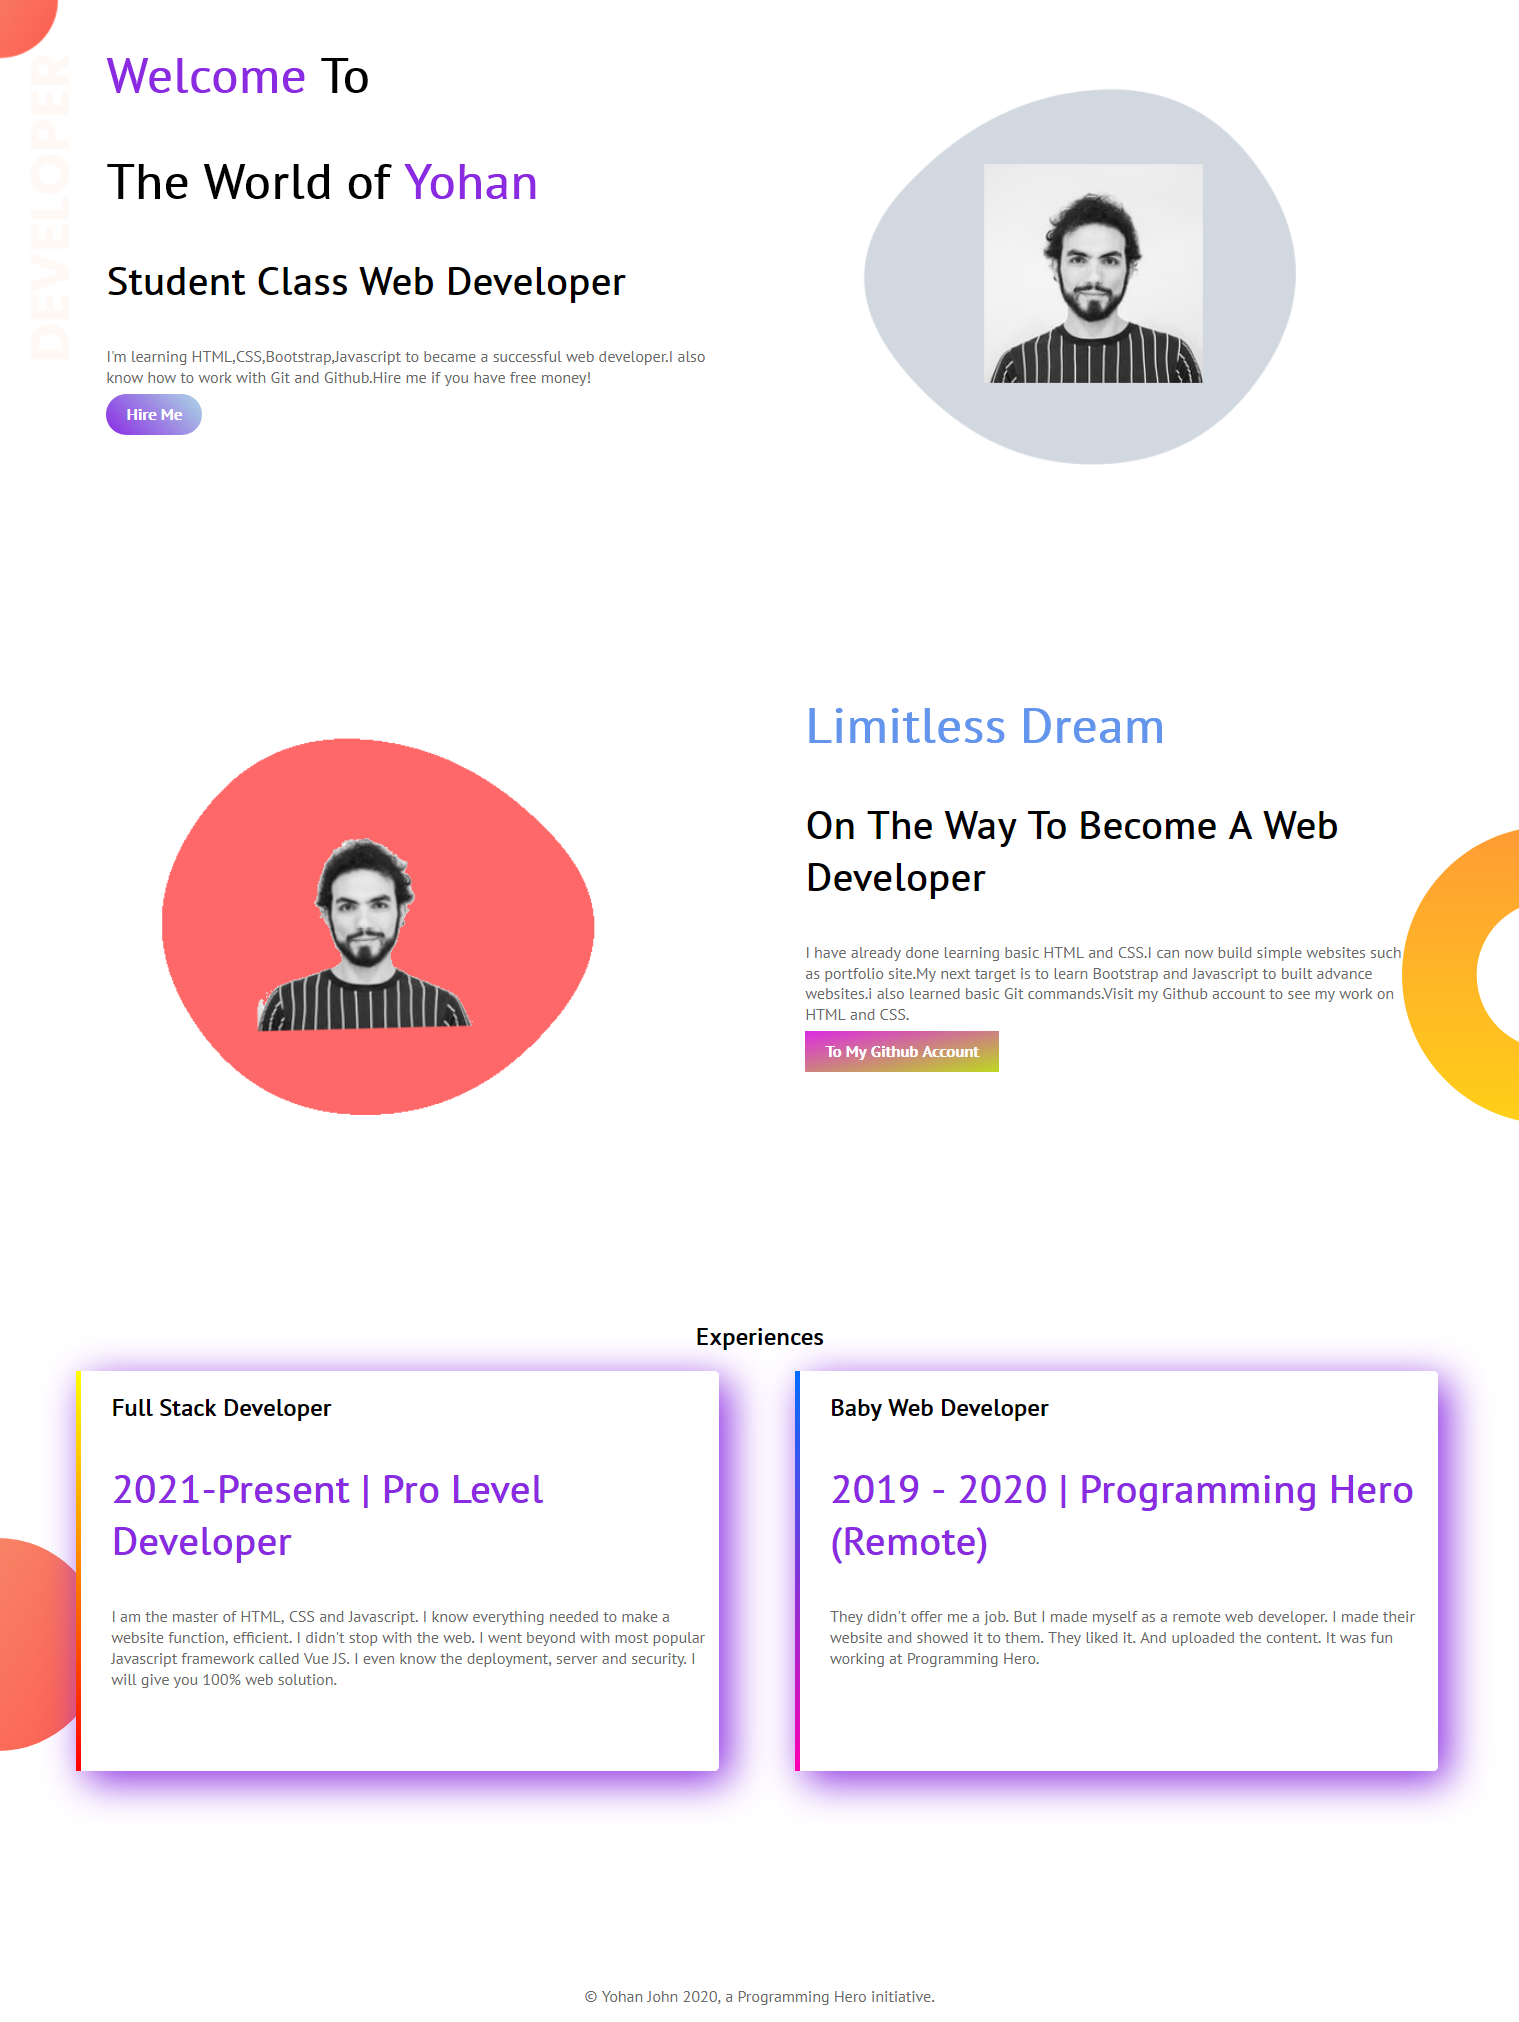 DEVELOPER
Welcome To
The World of Yohan
Student Class Web Developer
I'm learning HTML,CSS,Bootstrap,Javascript to became a successful web developer.I also
know how to work with Git and Github.Hire me if you have free money!
Hire Me
Limitless Dream
On The Way To Become A Web
Developer
I have already done learning basic HTML and CSS.I can now build simple websites such
as portfolio site.My next target is to learn Bootstrap and Javascript to built advance
websites.i also learned basic Git commands.Visit my Github account to see my work on
HTML and CSS.
To My Github Account
Experiences
Full Stack Developer
2021-Present | Pro Level
Developer
I am the master of HTML, CSS and Javascript. I know everything needed to make a
website function, efficient. I didn't stop with the web. I went beyond with most popular
Javascript framework called Vue JS. I even know the deployment, server and security. I
will give you 100% web solution.
Baby Web Developer
2019 - 2020 | Programming Hero
(Remote)
They didn't offer me a job. But I made myself as a remote web developer. I made their
website and showed it to them. They liked it. And uploaded the content. It was fun
working at Programming Hero.
© Yohan John 2020, a Programming Hero initiative.